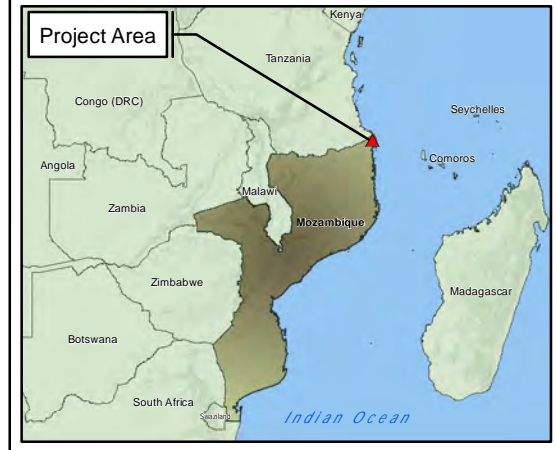 Kenya
Project Area
Tanzania
Congo (DRC)
Seychelles
Angola
Comoros
Malawi
Zambia
Mozambique
Zimbabwe
Madagascar
Botswana
South Africa
Swaziland
Indian Ocean